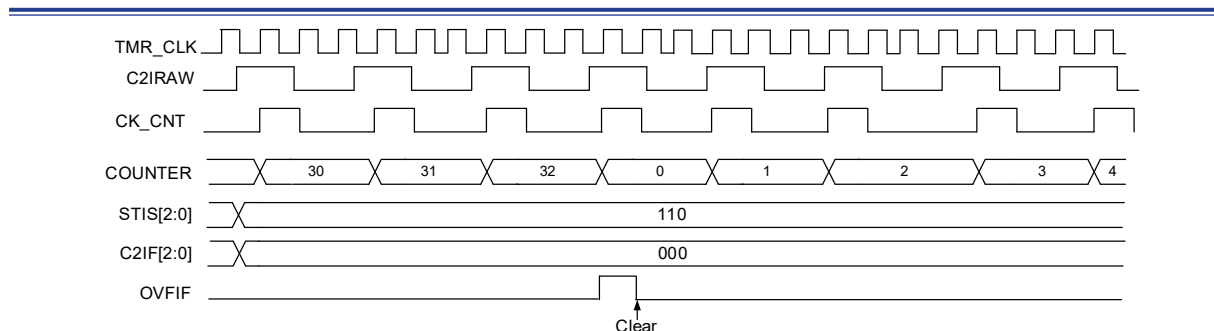 TMR_CLK
C2IRAW
CK_CNT
COUNTER 30 31 32 0 1 2 3 4
STIS[2:0] 110
C2IF[2:0] 000
OVFIF
Clear